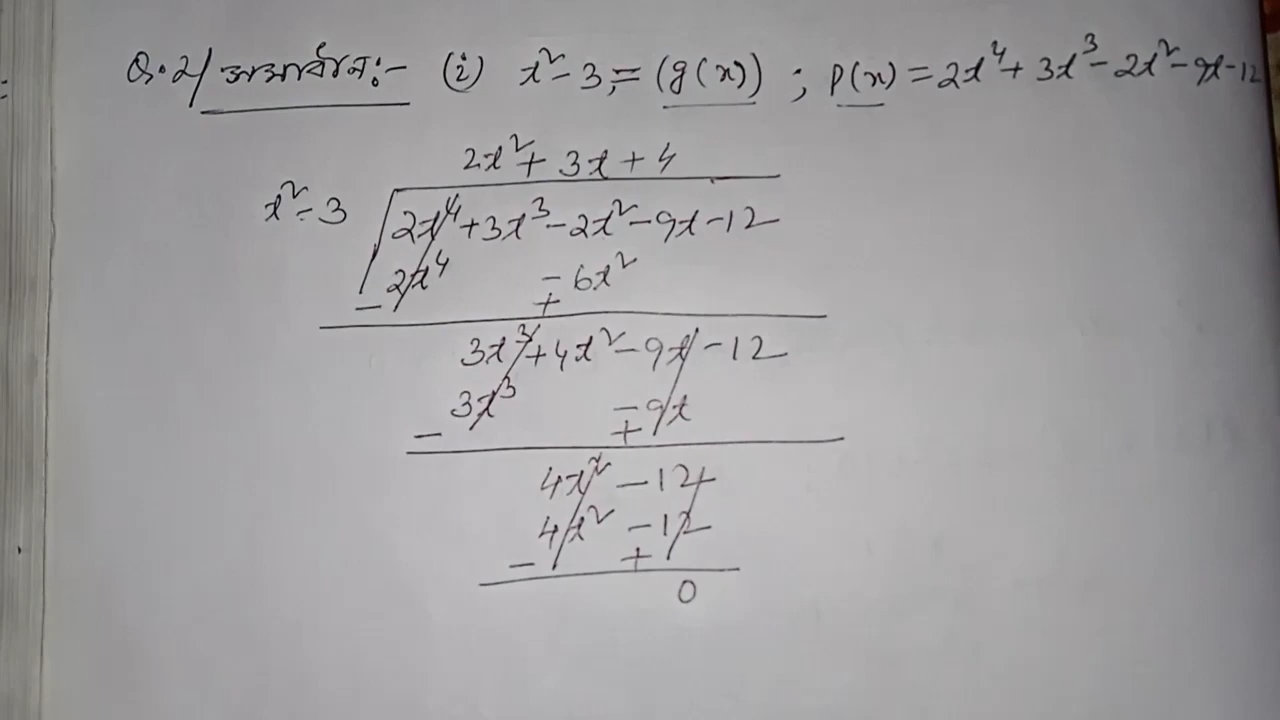 Q.2/ समाधान:- (i) x² - 3, = (g(x)) ; P(x) = 2x⁴ + 3x³ - 2x² - 9x - 12
2x² + 3x + 4
x² - 3 2x⁴ + 3x³ - 2x² - 9x - 12
2x⁴ - 6x²
- +
3x³ + 4x² - 9x - 12
3x³ - 9x
- +
4x² - 12
4x² - 12
- +
0